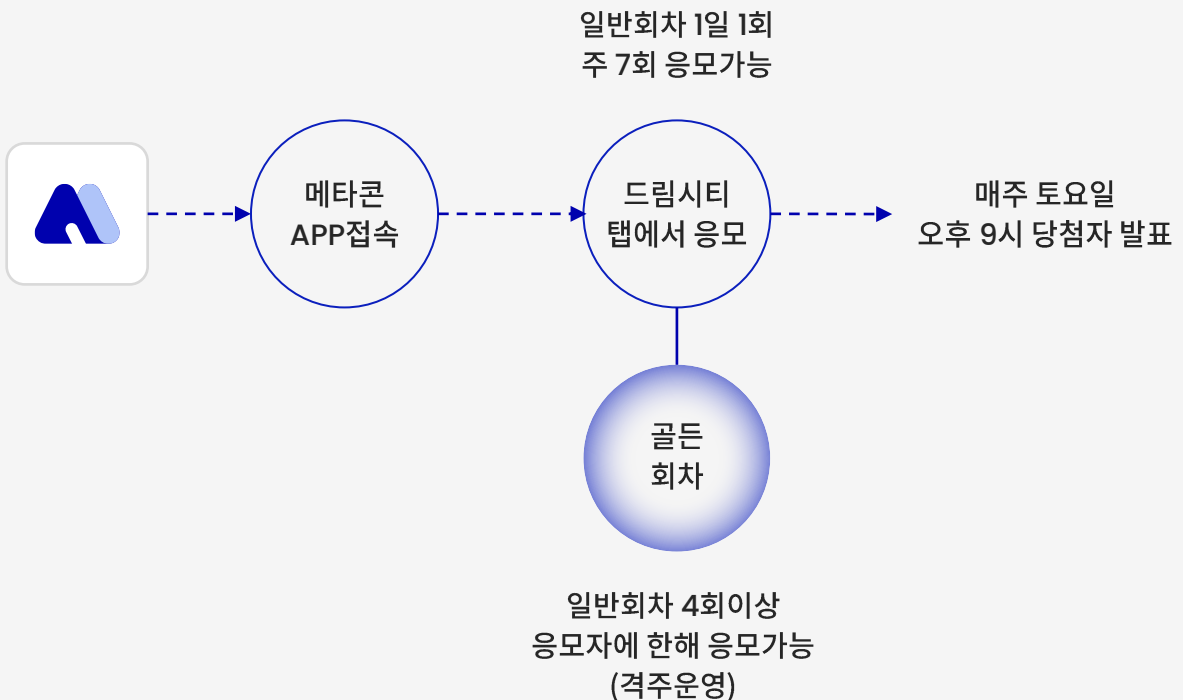 일반회차 1일 1회
주 7회 응모가능
메타콘
APP접속
드림시티
탭에서 응모
매주 토요일
오후 9시 당첨자 발표
골든
회차
일반회차 4회이상
응모자에 한해 응모가능
(격주운영)